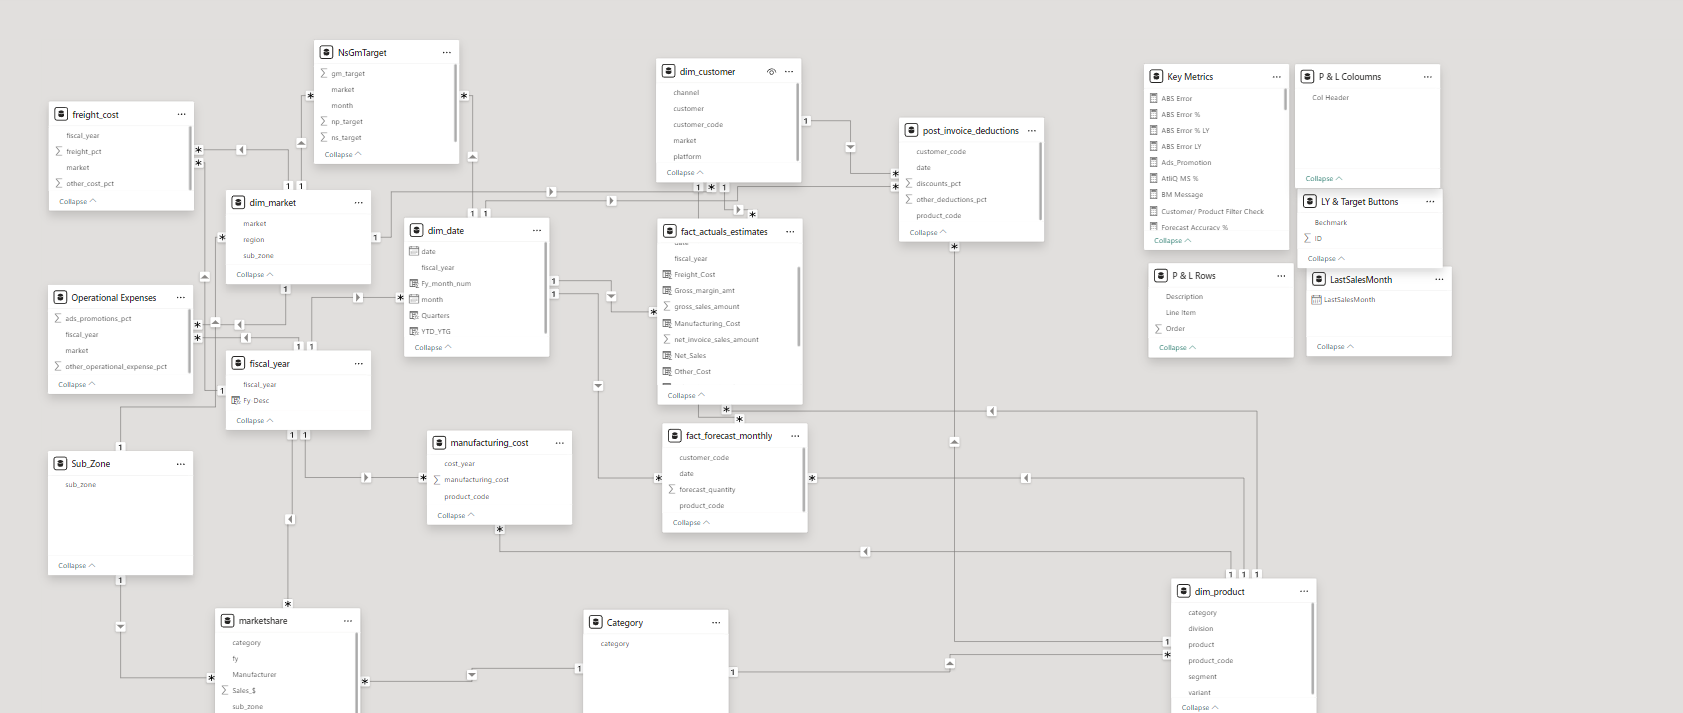 NsGmTarget
gm_target
market
month
np_target
ns_target
Collapse
freight_cost
fiscal_year
freight_pct
market
other_cost_pct
Collapse
dim_market
market
region
sub_zone
Collapse
dim_date
date
fiscal_year
Fy_month_num
month
Quarters
YTD_YTG
Collapse
Operational Expenses
ads_promotions_pct
fiscal_year
market
other_operational_expense_pct
Collapse
fiscal_year
fiscal_year
Fy Desc
Collapse
Sub_Zone
sub_zone
Collapse
manufacturing_cost
cost_year
manufacturing_cost
product_code
Collapse
marketshare
category
fy
Manufacturer
Sales_$
sub_zone
dim_customer
channel
customer
customer_code
market
platform
Collapse
post_invoice_deductions
customer_code
date
discounts_pct
other_deductions_pct
product_code
Collapse
fact_actuals_estimates
fiscal_year
Freight_Cost
Gross_margin_amt
gross_sales_amount
Manufacturing_Cost
net_invoice_sales_amount
Net_Sales
Other_Cost
Collapse
fact_forecast_monthly
customer_code
date
forecast_quantity
product_code
Collapse
Category
category
Key Metrics
ABS Error
ABS Error %
ABS Error % LY
ABS Error LY
Ads_Promotion
AtliQ MS %
BM Message
Customer/ Product Filter Check
Forecast Accuracy %
Collapse
P & L Coloumns
Col Header
Collapse
LY & Target Buttons
Bechmark
ID
Collapse
P & L Rows
Description
Line Item
Order
Collapse
LastSalesMonth
LastSalesMonth
Collapse
dim_product
category
division
product
product_code
segment
variant
Collapse